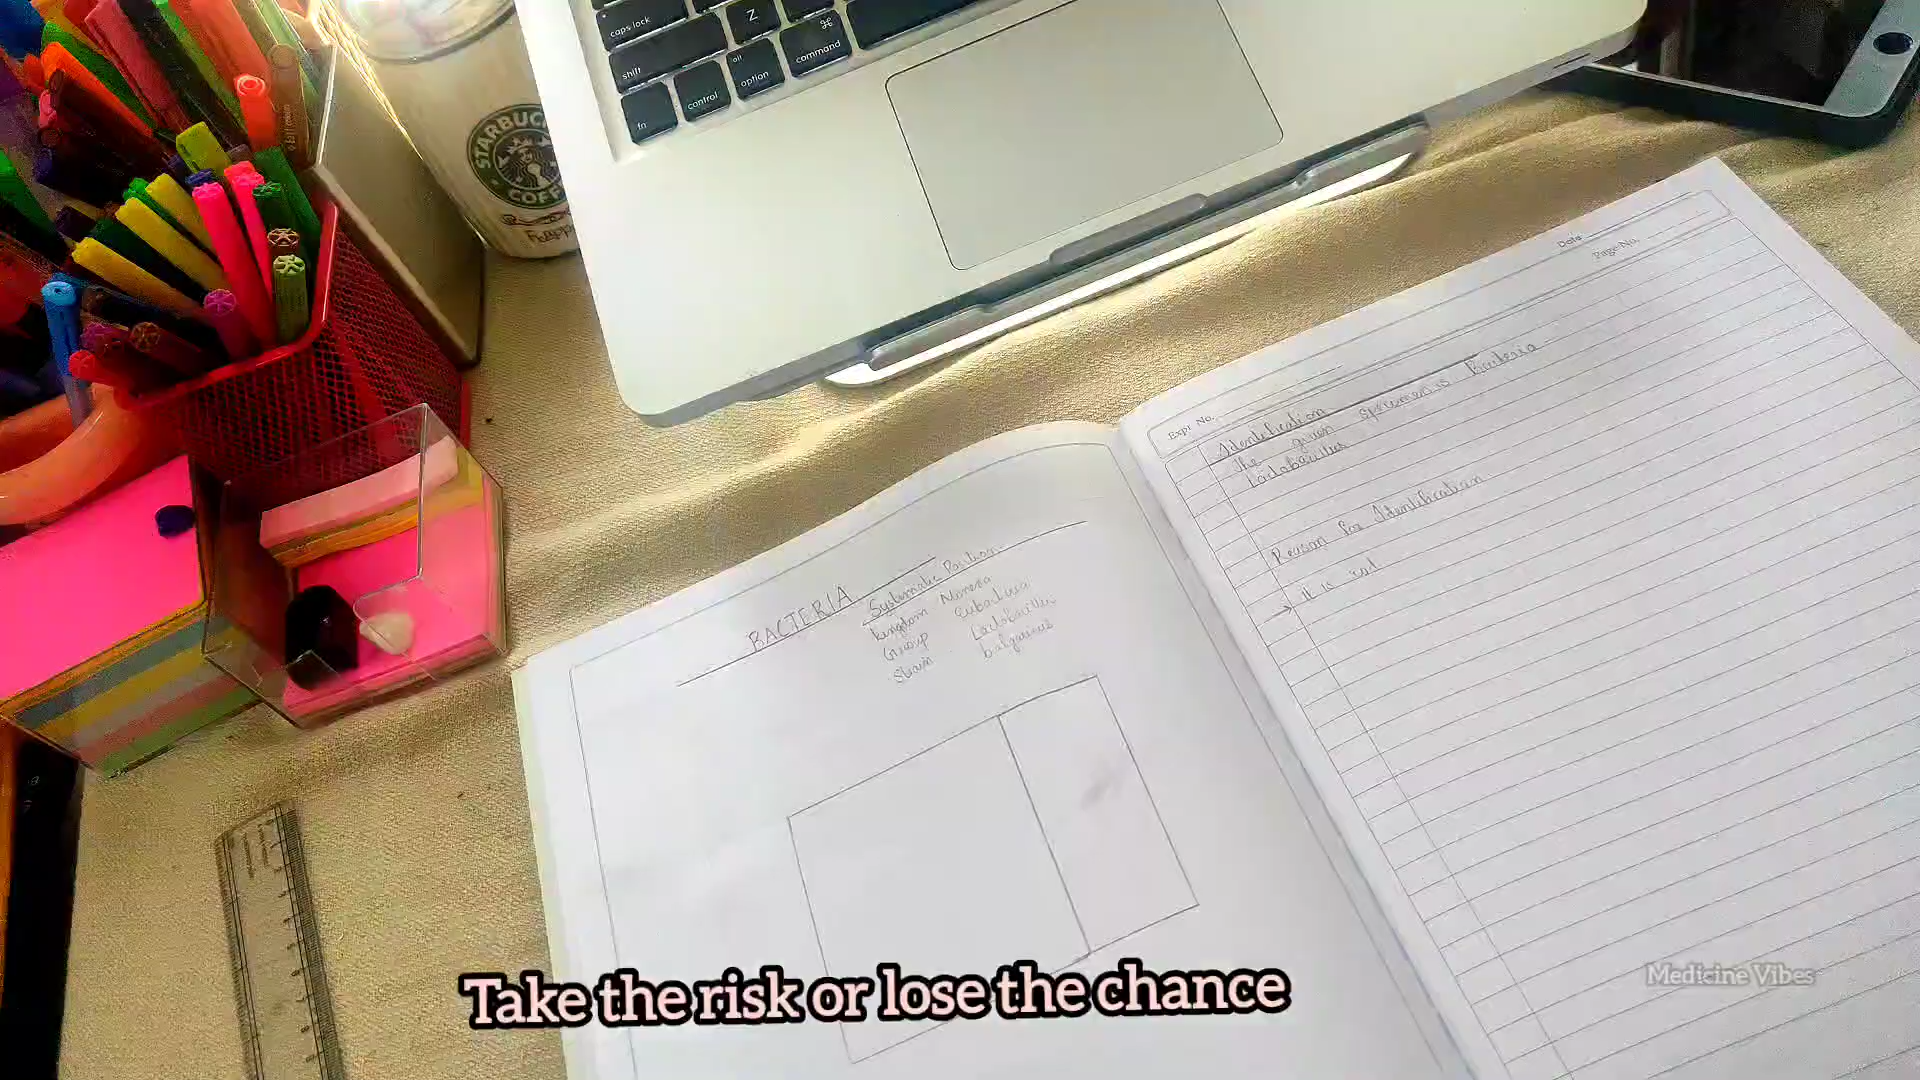 caps lock
Z
⌘
shift
alt
command
fn
control
option
STARBUCKS
COFFEE
Date
Page No.
Expt No.
Identification
The given specimen is Bacteria
Lactobacillus
Reason for Identification
→ it is rod
BACTERIA
Systematic Position
Kingdom Monera
Group Eubacteria
Lactobacillus
Strain bulgaricus
Take the risk or lose the chance
Medicine Vibes